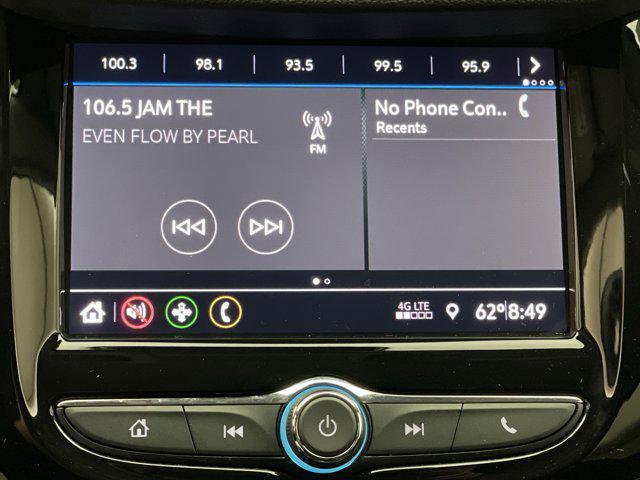 100.3 98.1 93.5 99.5 95.9
106.5 JAM THE
EVEN FLOW BY PEARL
FM
No Phone Con..
Recents
4G LTE
62° 8:49